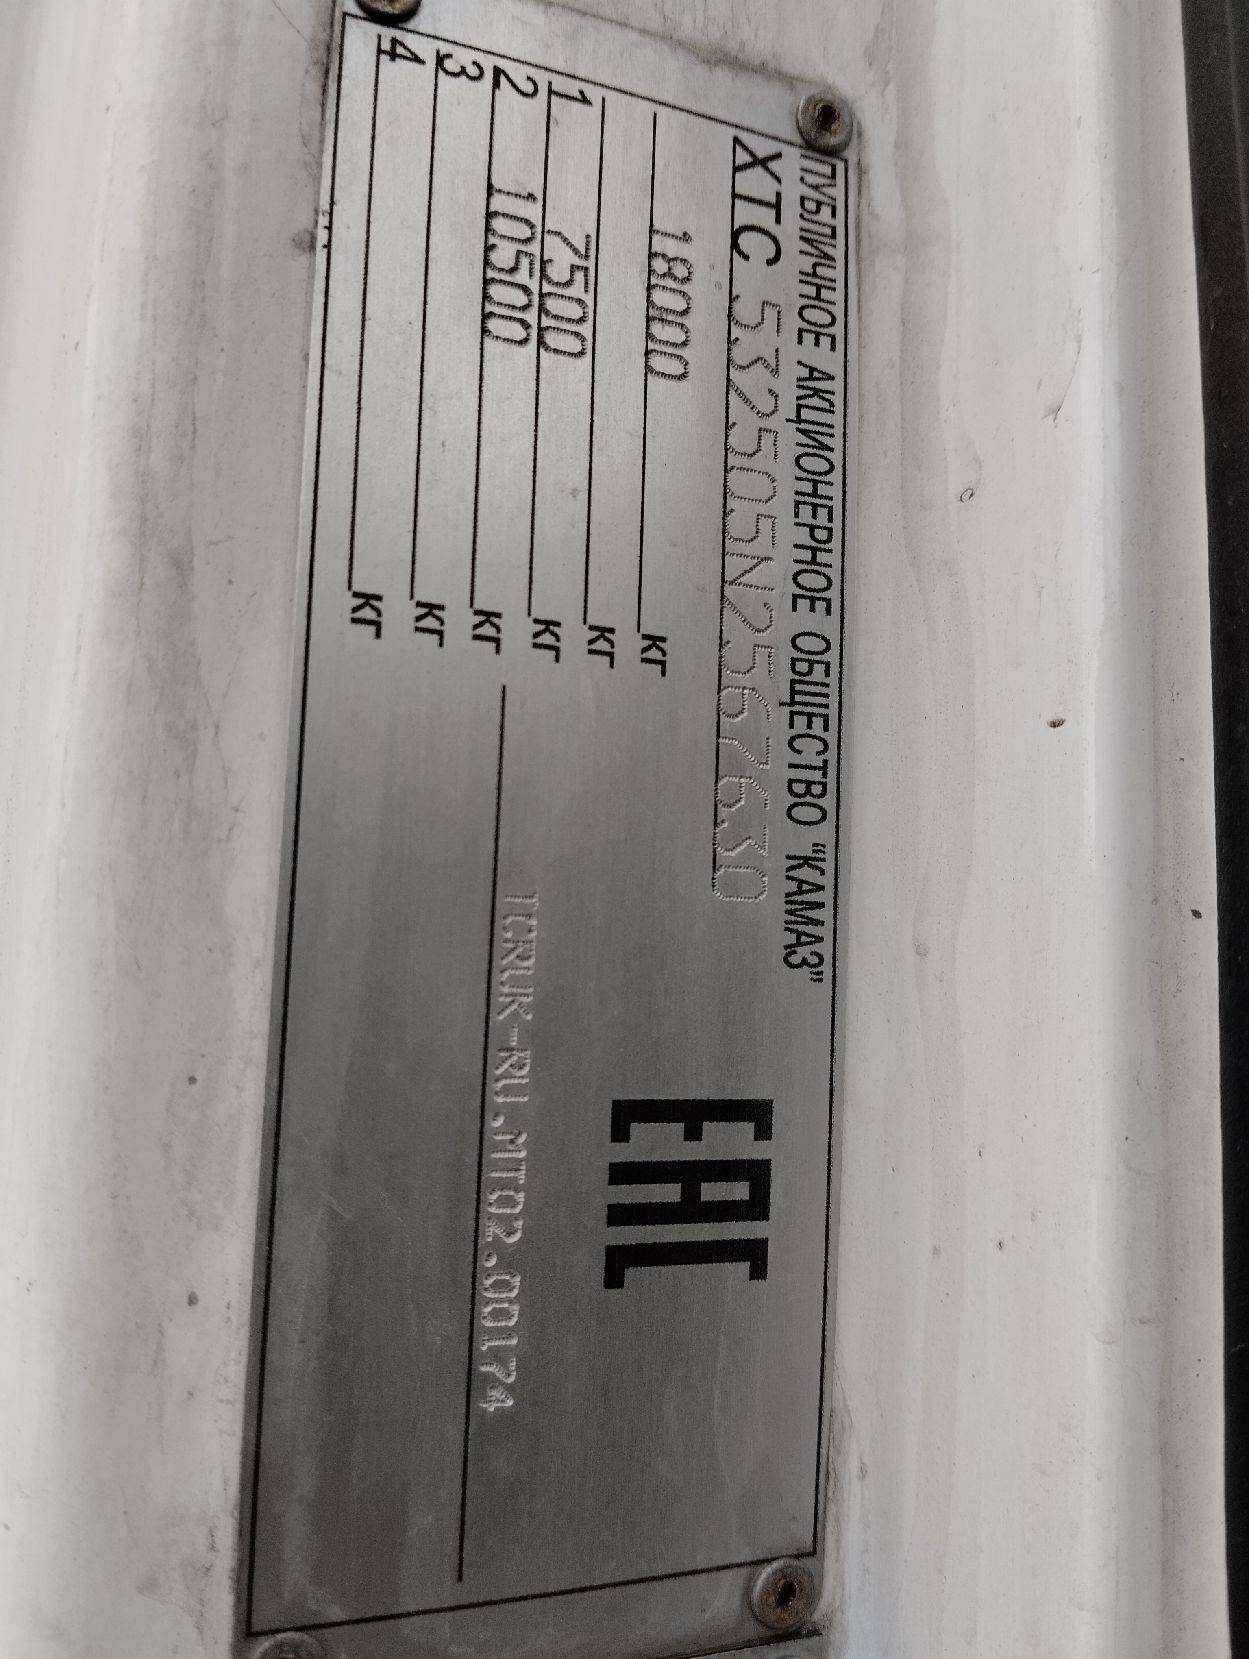 ПУБЛИЧНОЕ АКЦИОНЕРНОЕ ОБЩЕСТВО "КАМАЗ"
XTC 532505N2567630
18000 кг
кг
1 7500 кг
2 10500 кг
3 кг
4 кг
EAC
TCRUK-RU.MT02.00174